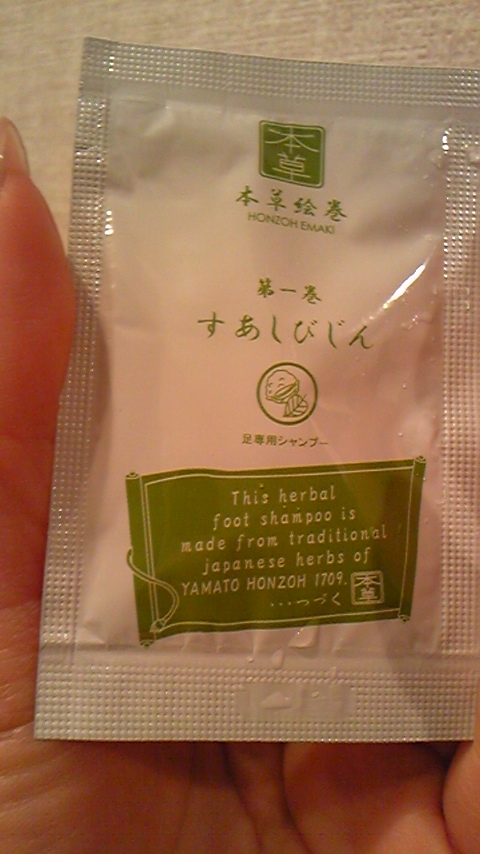 本草
本草絵巻
HONZOH EMAKI
第一巻
すあしびじん
足専用シャンプー
This herbal
foot shampoo is
made from traditional
japanese herbs of
YAMATO HONZOH 1709.
...つづく 本草